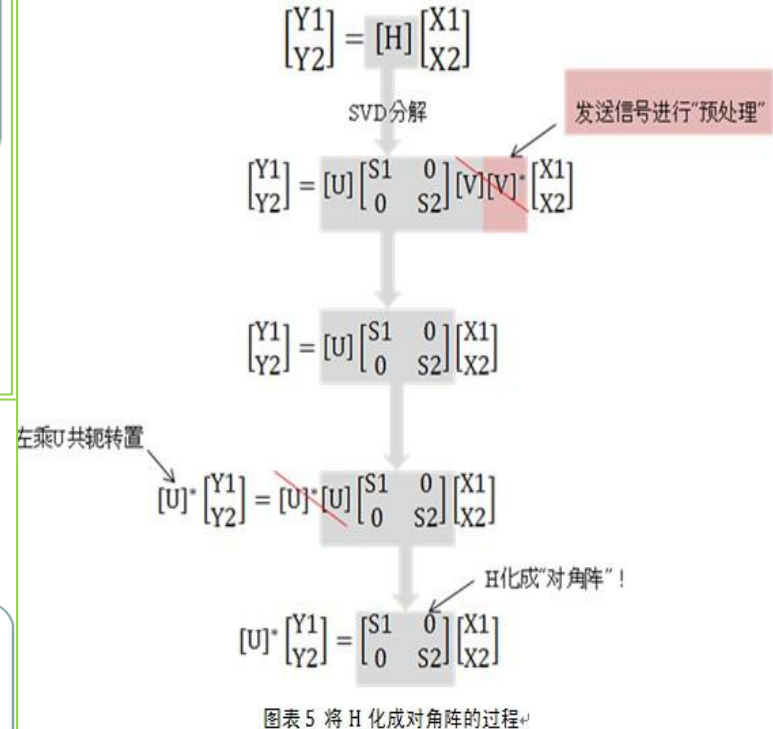 [Y1 Y2] = [H] [X1 X2]
SVD分解
发送信号进行“预处理”
[Y1 Y2] = [U] [S1 0 0 S2] [V][V]* [X1 X2]
[Y1 Y2] = [U] [S1 0 0 S2] [X1 X2]
左乘U共轭转置
[U]* [Y1 Y2] = [U]*[U] [S1 0 0 S2] [X1 X2]
H化成“对角阵”！
[U]* [Y1 Y2] = [S1 0 0 S2] [X1 X2]
图表 5 将 H 化成对角阵的过程↵